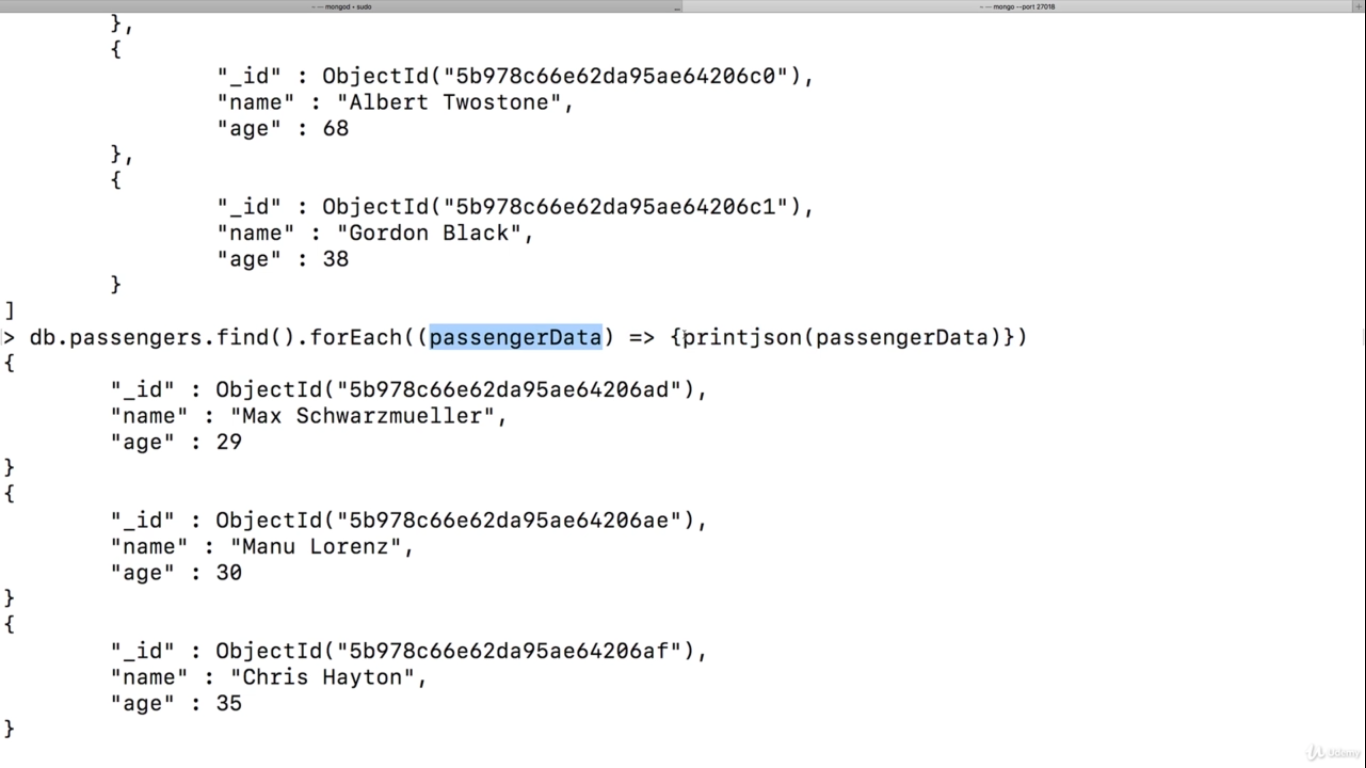 ~ — mongod • sudo
~ — mongo --port 27018
},
{
"_id" : ObjectId("5b978c66e62da95ae64206c0"),
"name" : "Albert Twostone",
"age" : 68
},
{
"_id" : ObjectId("5b978c66e62da95ae64206c1"),
"name" : "Gordon Black",
"age" : 38
}
]
> db.passengers.find().forEach((passengerData) => {printjson(passengerData)})
{
"_id" : ObjectId("5b978c66e62da95ae64206ad"),
"name" : "Max Schwarzmueller",
"age" : 29
}
{
"_id" : ObjectId("5b978c66e62da95ae64206ae"),
"name" : "Manu Lorenz",
"age" : 30
}
{
"_id" : ObjectId("5b978c66e62da95ae64206af"),
"name" : "Chris Hayton",
"age" : 35
}
Udemy